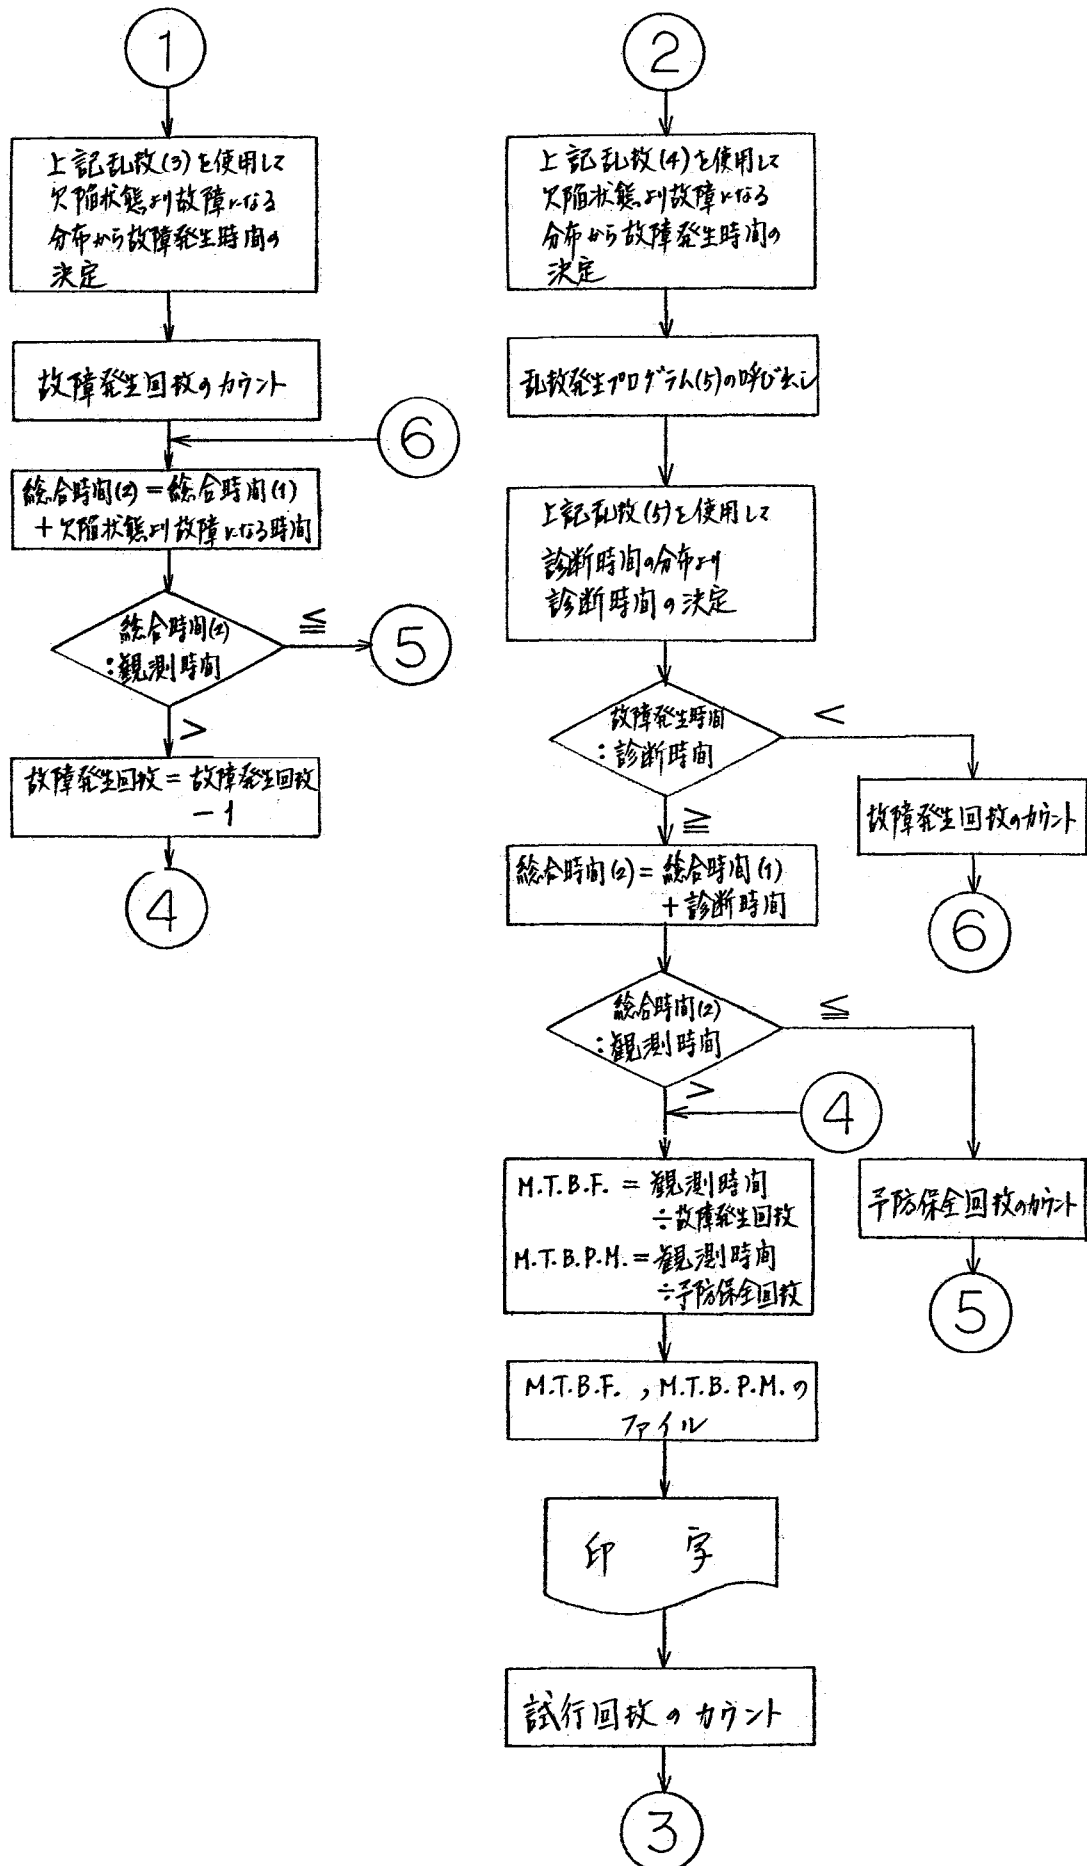 1
上記乱数(3)を使用して
欠陥状態より故障になる
分布から故障発生時間の
決定
故障発生回数のカウント
6
総合時間(2)=総合時間(1)
+欠陥状態より故障になる時間
総合時間(2)
:観測時間
≦
5
>
故障発生回数=故障発生回数
-1
4
2
上記乱数(4)を使用して
欠陥状態より故障になる
分布から故障発生時間の
決定
乱数発生プログラム(5)の呼び出し
上記乱数(5)を使用して
診断時間の分布より
診断時間の決定
故障発生時間
:診断時間
<
故障発生回数のカウント
6
≧
総合時間(2)=総合時間(1)
+診断時間
総合時間(2)
:観測時間
≦
>
4
M.T.B.F.=観測時間
÷故障発生回数
M.T.B.P.M.=観測時間
÷予防保全回数
予防保全回数のカウント
5
M.T.B.F.,M.T.B.P.M.の
ファイル
印 字
試行回数のカウント
3